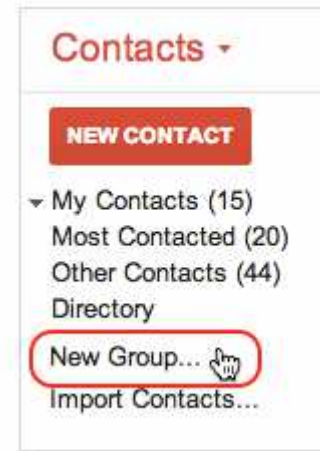 Contacts
NEW CONTACT
My Contacts (15)
Most Contacted (20)
Other Contacts (44)
Directory
New Group...
Import Contacts...